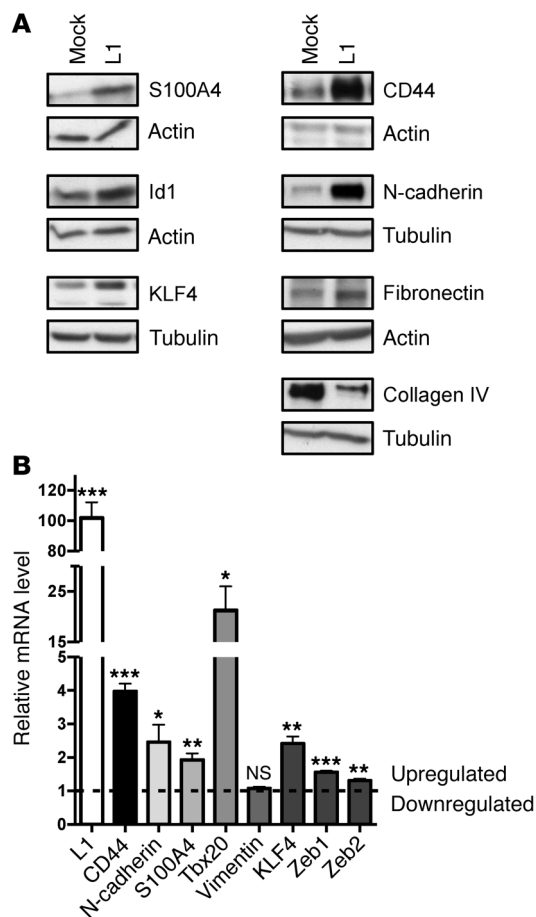 A
Mock
L1
S100A4
Actin
Id1
Actin
KLF4
Tubulin
Mock
L1
CD44
Actin
N-cadherin
Tubulin
Fibronectin
Actin
Collagen IV
Tubulin
B
Relative mRNA level
120
100
80
25
15
5
4
3
2
1
0
***
***
*
**
*
NS
**
***
**
Upregulated
Downregulated
L1
CD44
N-cadherin
S100A4
Tbx20
Vimentin
KLF4
Zeb1
Zeb2